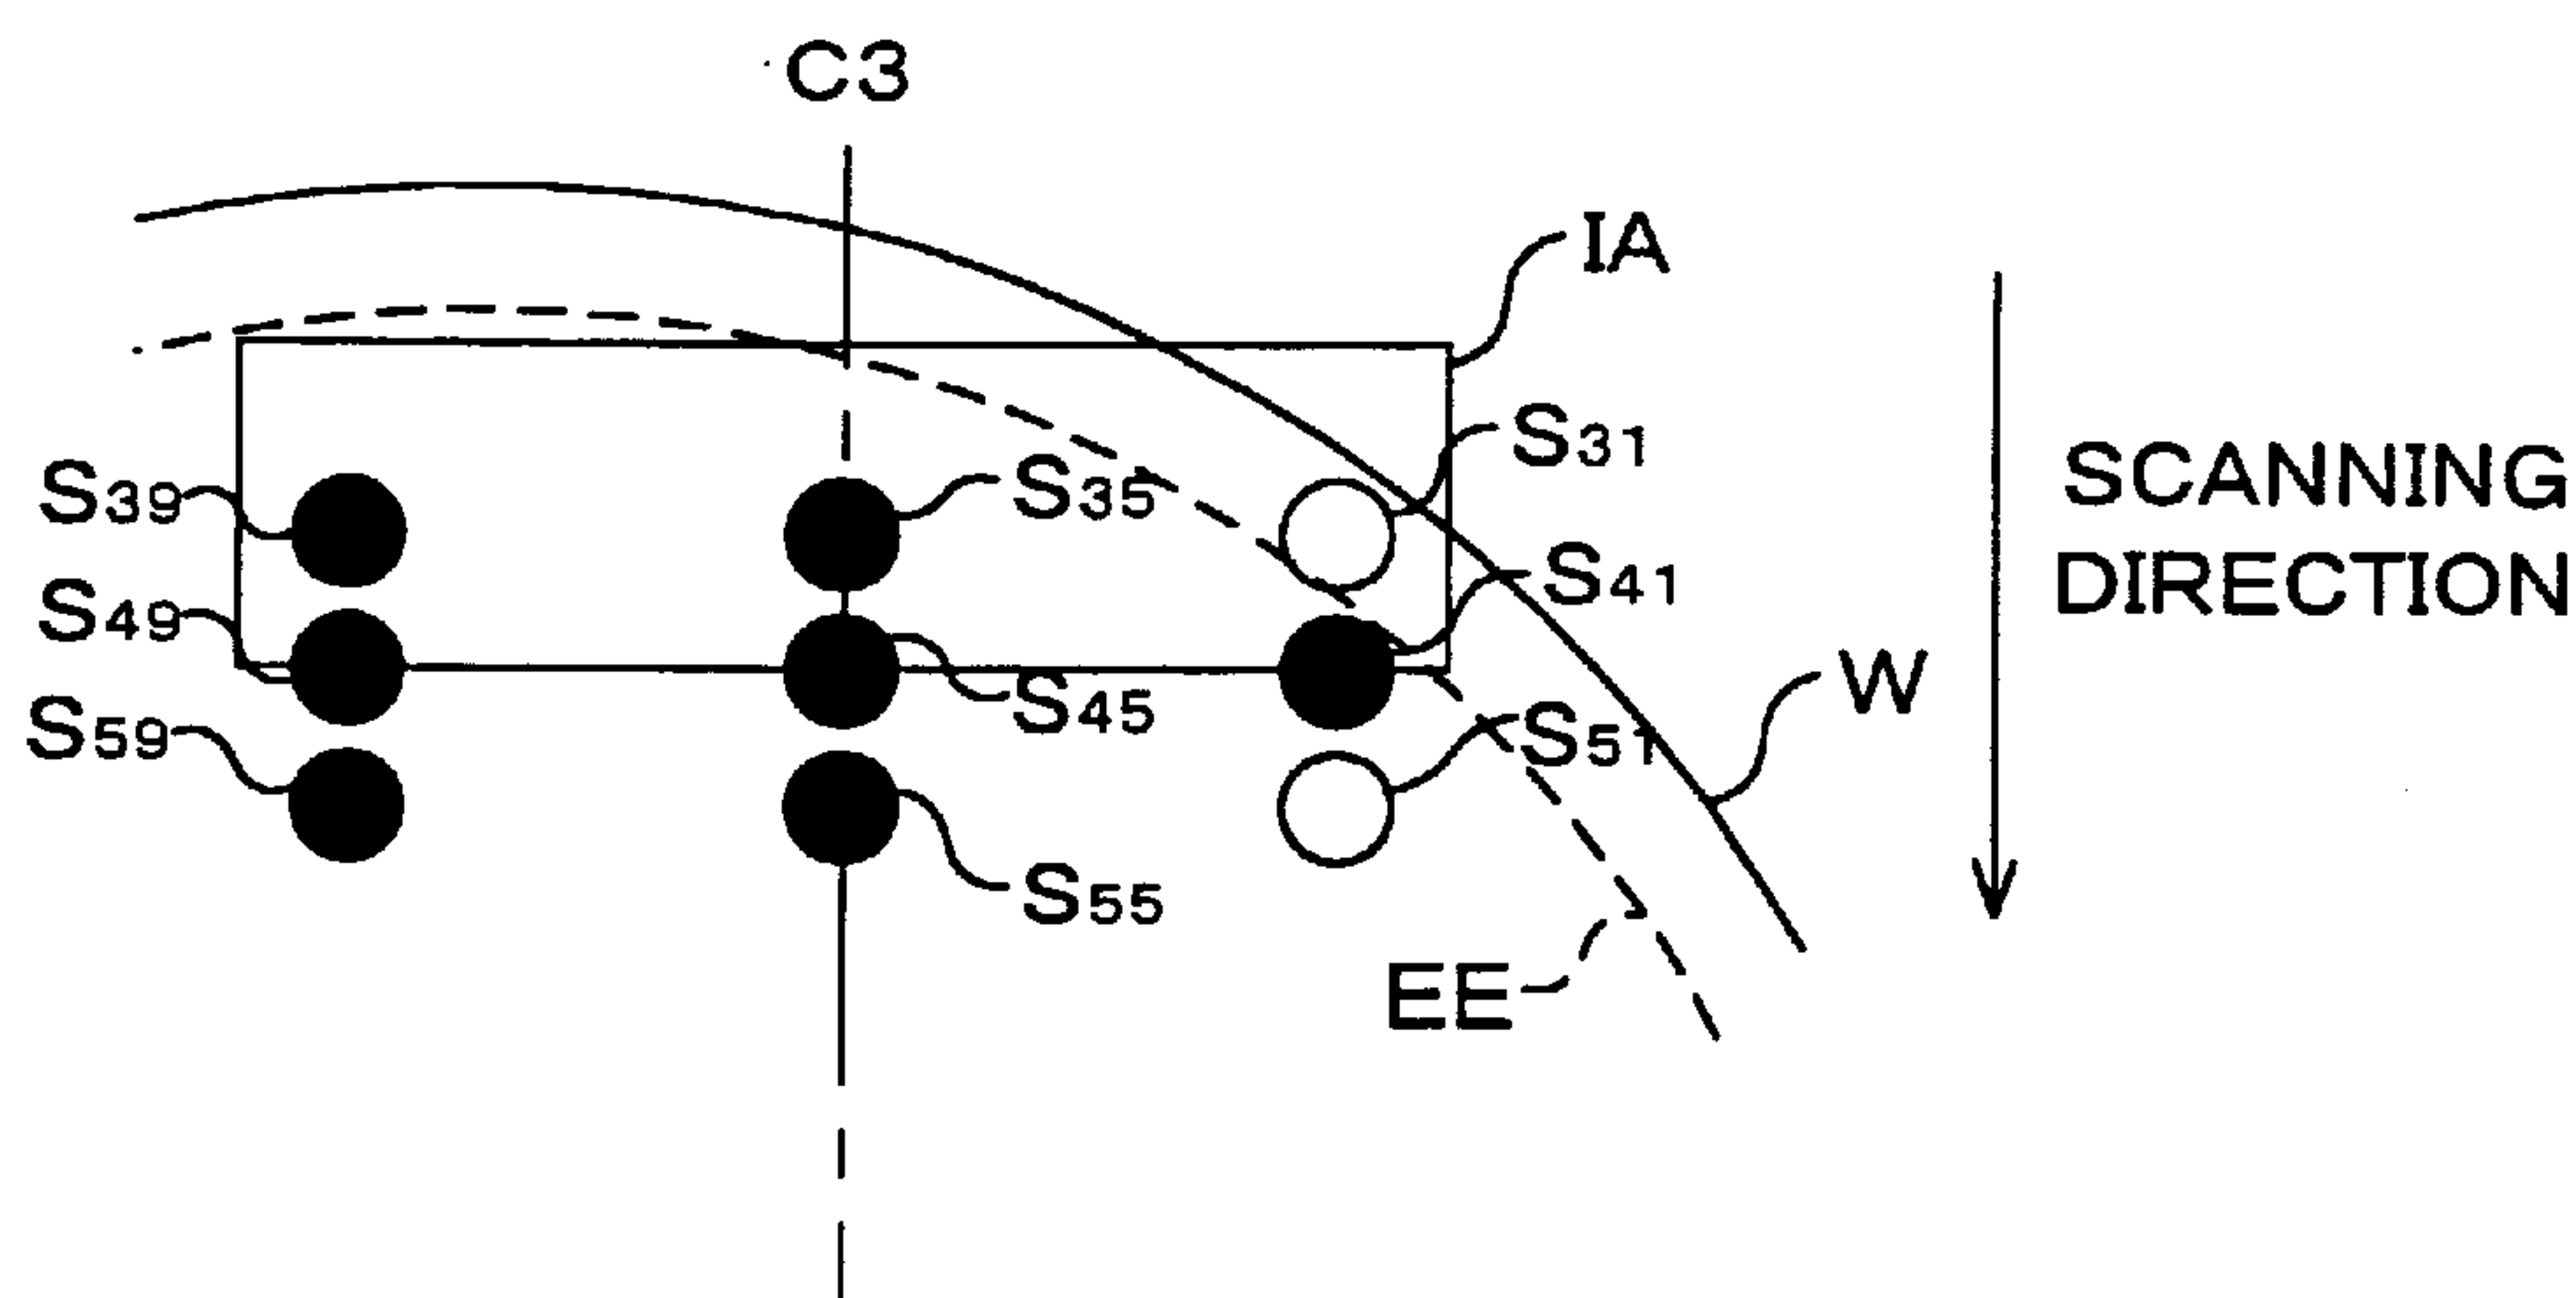 C3
IA
S31
S39
S35
SCANNING
DIRECTION
S41
S49
S45
W
S59
S51
S55
EE